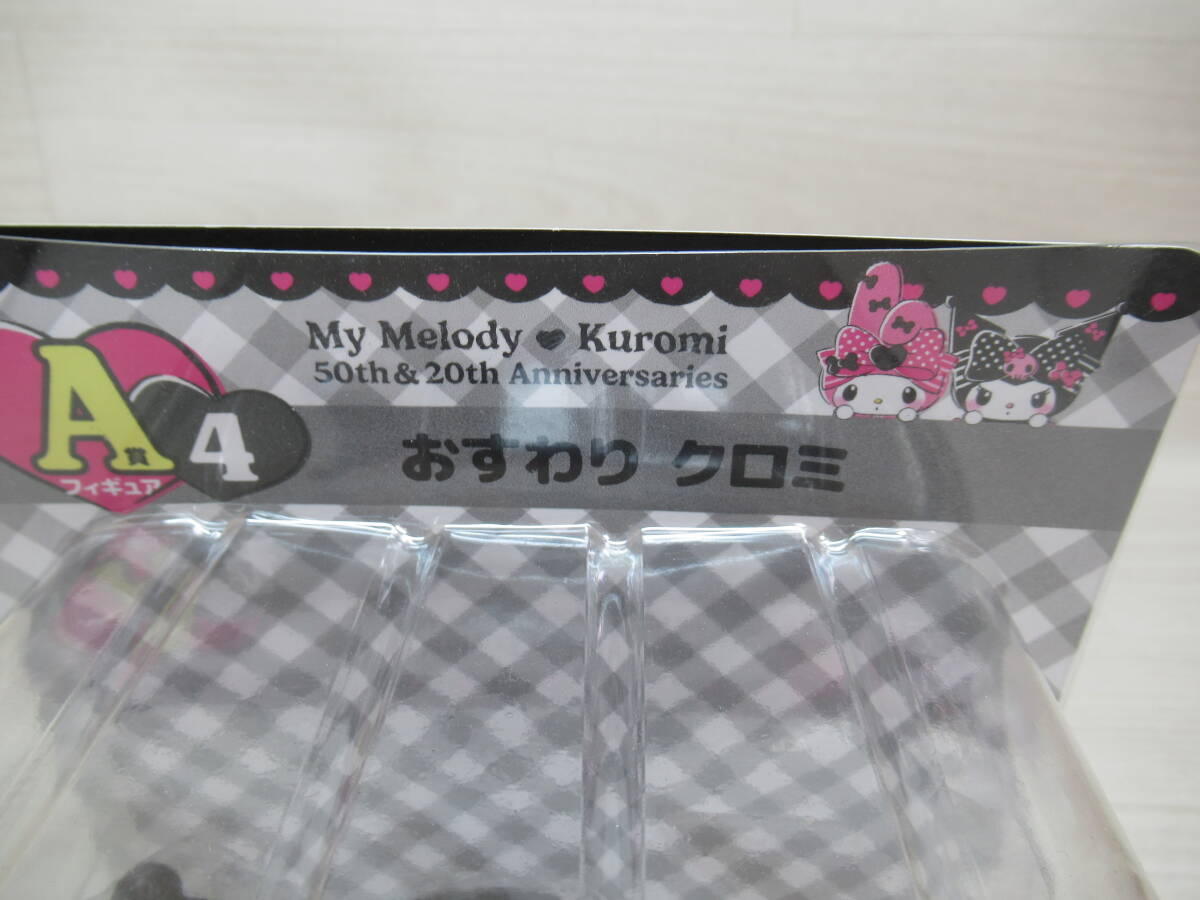 My Melody ♥ Kuromi
50th & 20th Anniversaries
A賞
フィギュア
4
おすわり クロミ